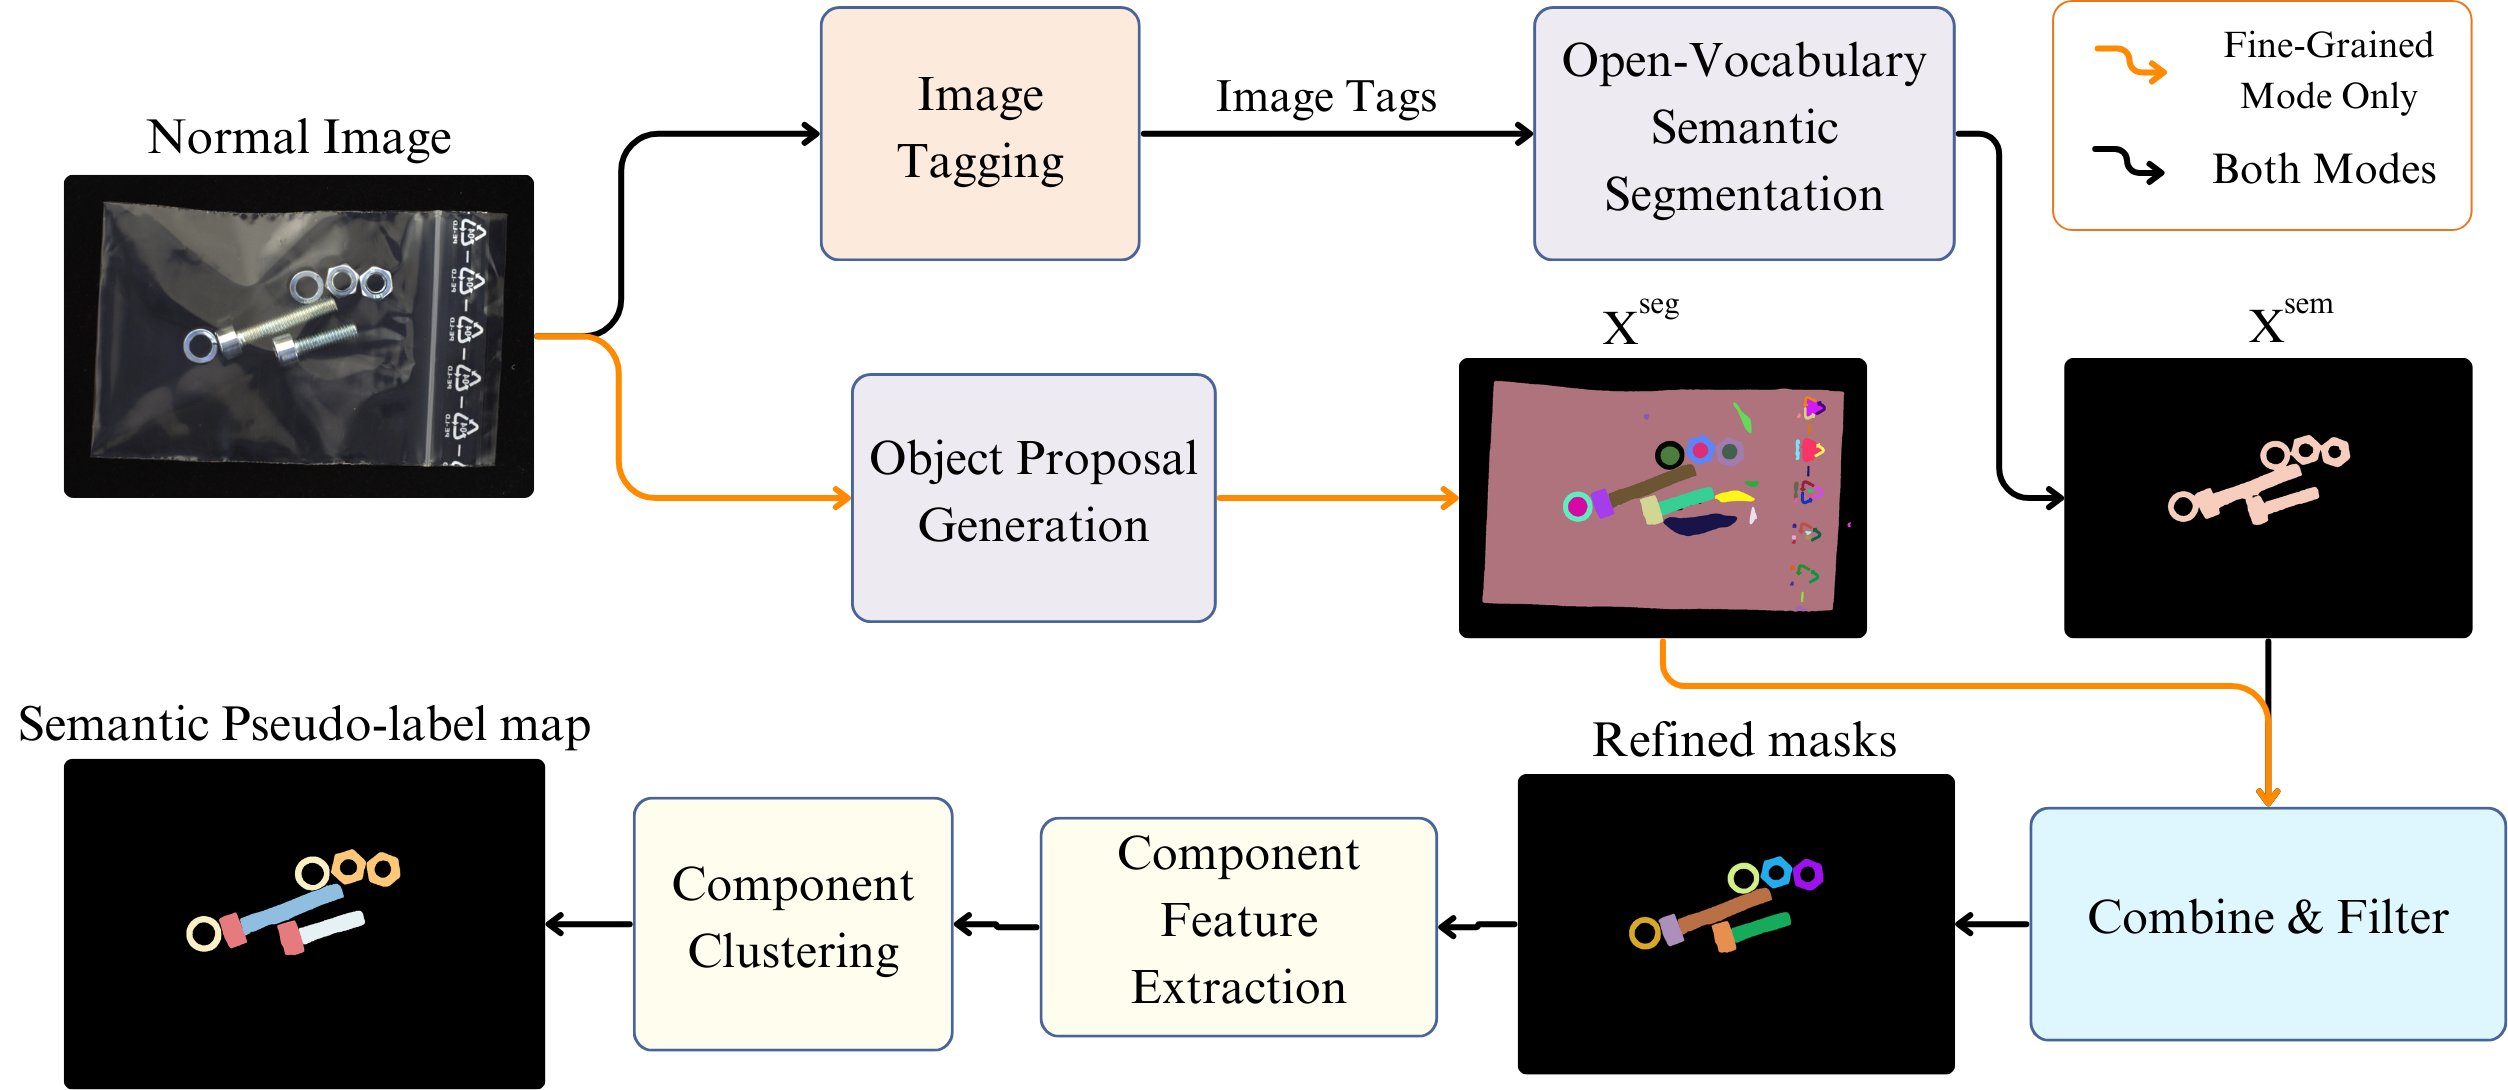 Normal Image
Image
Tagging
Image Tags
Open-Vocabulary
Semantic
Segmentation
Fine-Grained
Mode Only
Both Modes
Object Proposal
Generation
X^seg
X^sem
Semantic Pseudo-label map
Component
Clustering
Component
Feature
Extraction
Refined masks
Combine & Filter